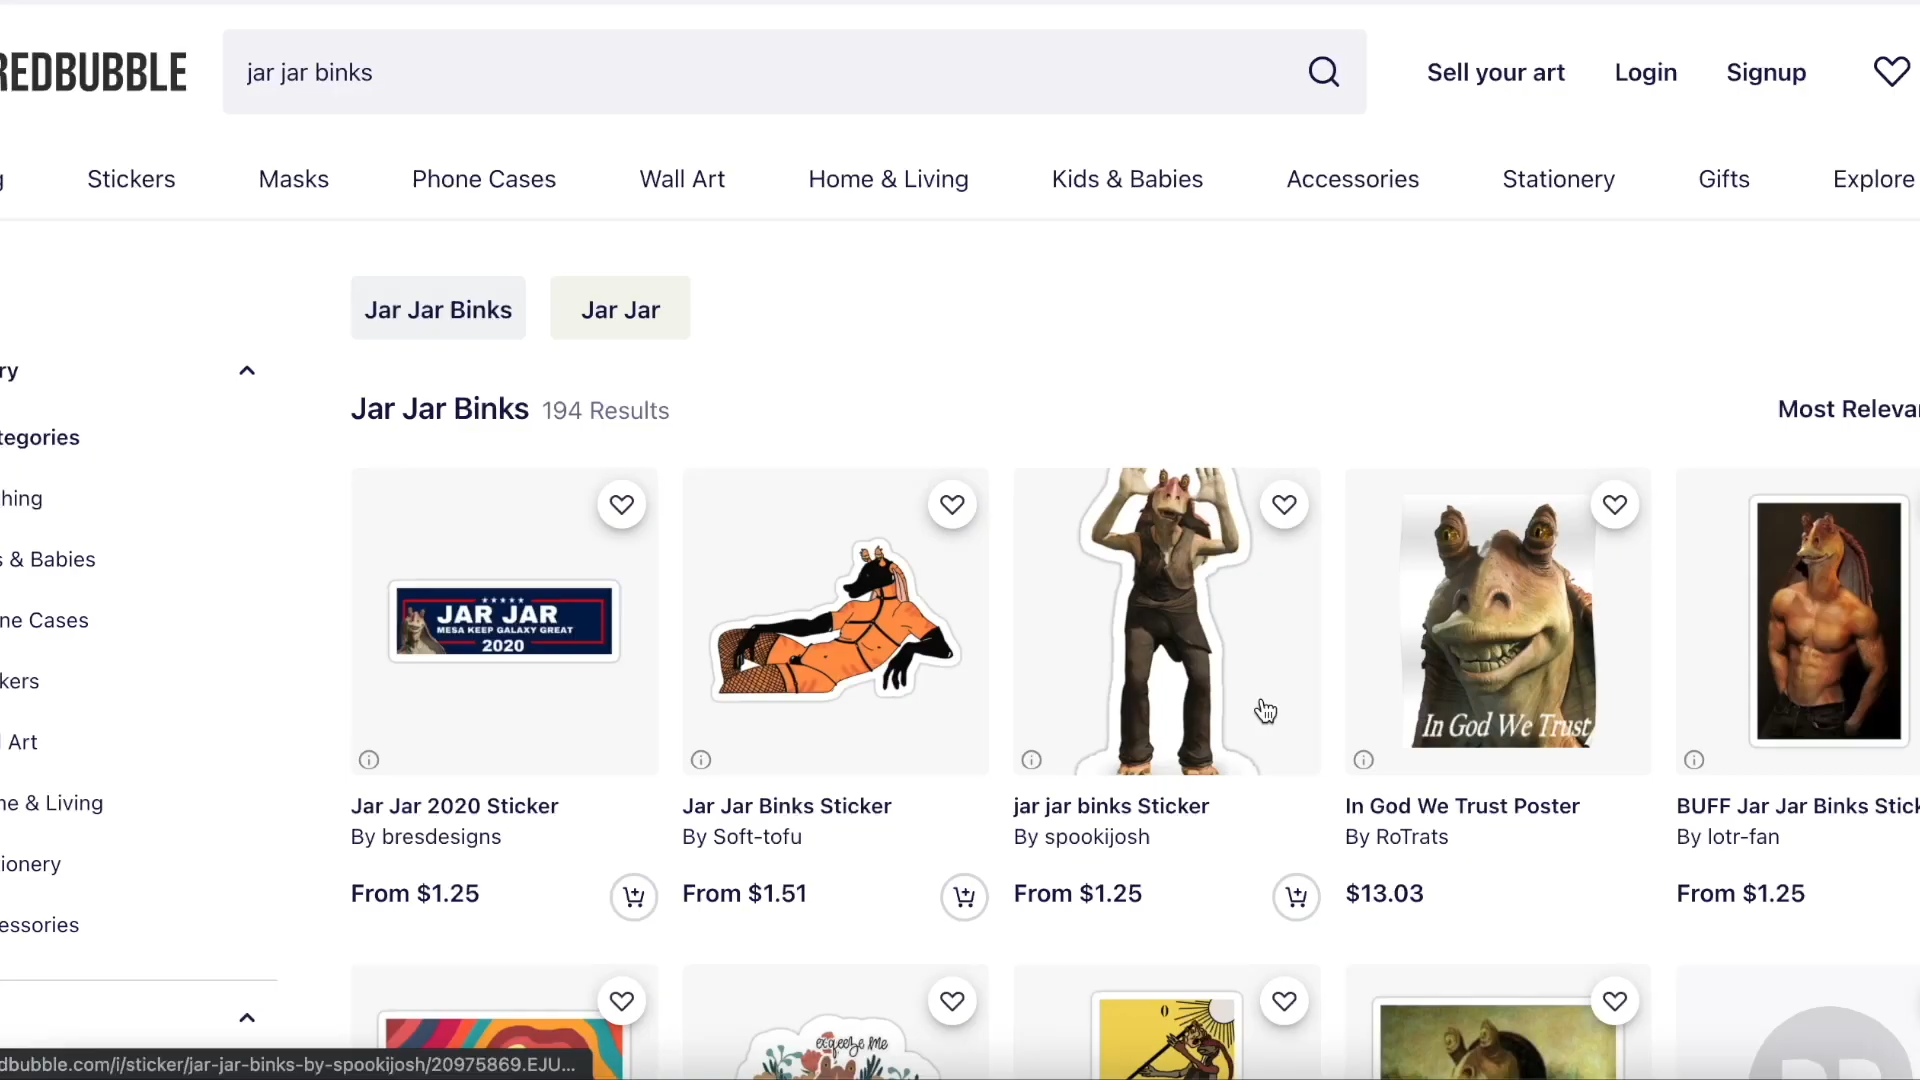 REDBUBBLE
jar jar binks
Sell your art
Login
Signup
Stickers
Masks
Phone Cases
Wall Art
Home & Living
Kids & Babies
Accessories
Stationery
Gifts
Explore
Jar Jar Binks
Jar Jar
ry
Jar Jar Binks 194 Results
Most Relevan
tegories
hing
s & Babies
ne Cases
kers
l Art
ne & Living
ionery
essories
JAR JAR
MESA KEEP GALAXY GREAT
2020
In God We Trust
Jar Jar 2020 Sticker
By bresdesigns
From $1.25
Jar Jar Binks Sticker
By Soft-tofu
From $1.51
jar jar binks Sticker
By spookijosh
From $1.25
In God We Trust Poster
By RoTrats
$13.03
BUFF Jar Jar Binks Stick
By lotr-fan
From $1.25
exqueeze me
0
dbubble.com/i/sticker/jar-jar-binks-by-spookijosh/20975869.EJU...